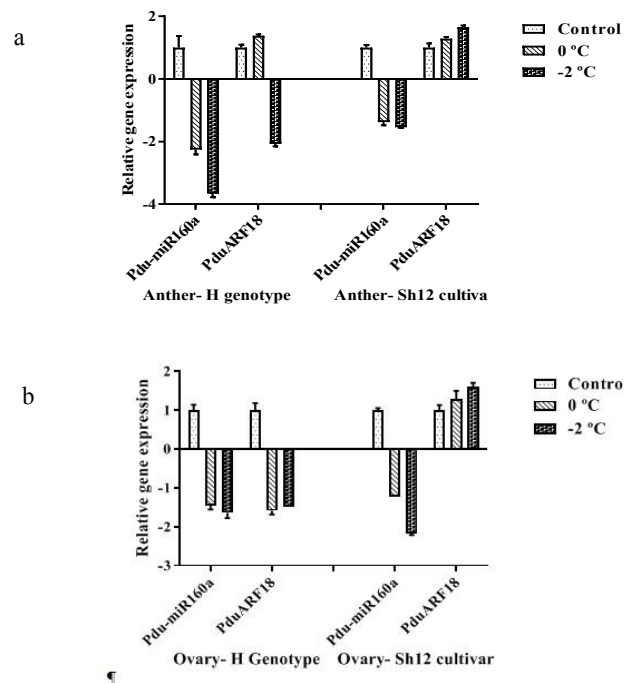 a
Relative gene expression
2
0
-2
-4
Pdu-miR160a
PduARF18
Pdu-miR160a
PduARF18
Anther- H genotype
Anther- Sh12 cultiva
Control
0 ºC
-2 ºC
b
Relative gene expression
2
1
0
-1
-2
-3
Pdu-miR160a
PduARF18
Pdu-miR160a
PduARF18
Ovary- H Genotype
Ovary- Sh12 cultivar
Control
0 ºC
-2 ºC
¶